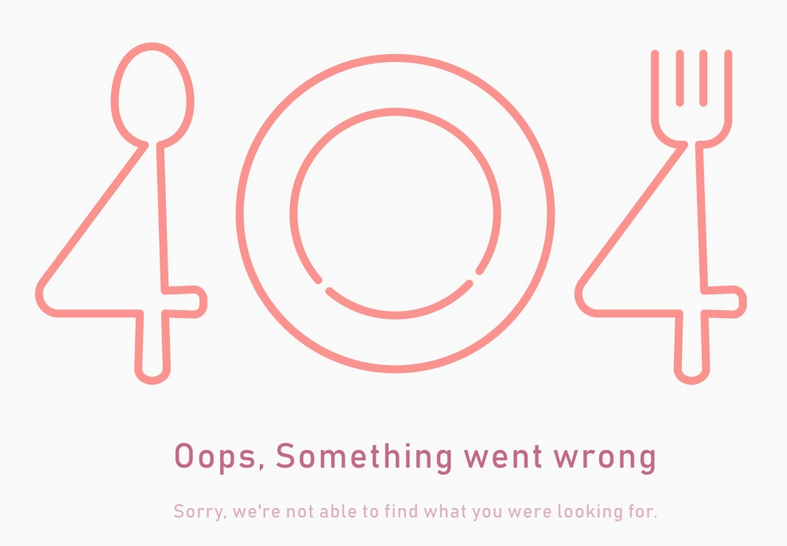 404
Oops, Something went wrong
Sorry, we're not able to find what you were looking for.